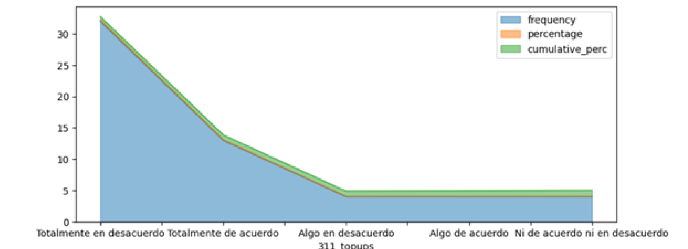 frequency
percentage
cumulative_perc
30
25
20
15
10
5
0
Totalmente en desacuerdo Totalmente de acuerdo Algo en desacuerdo Algo de acuerdo Ni de acuerdo ni en desacuerdo
311_topups